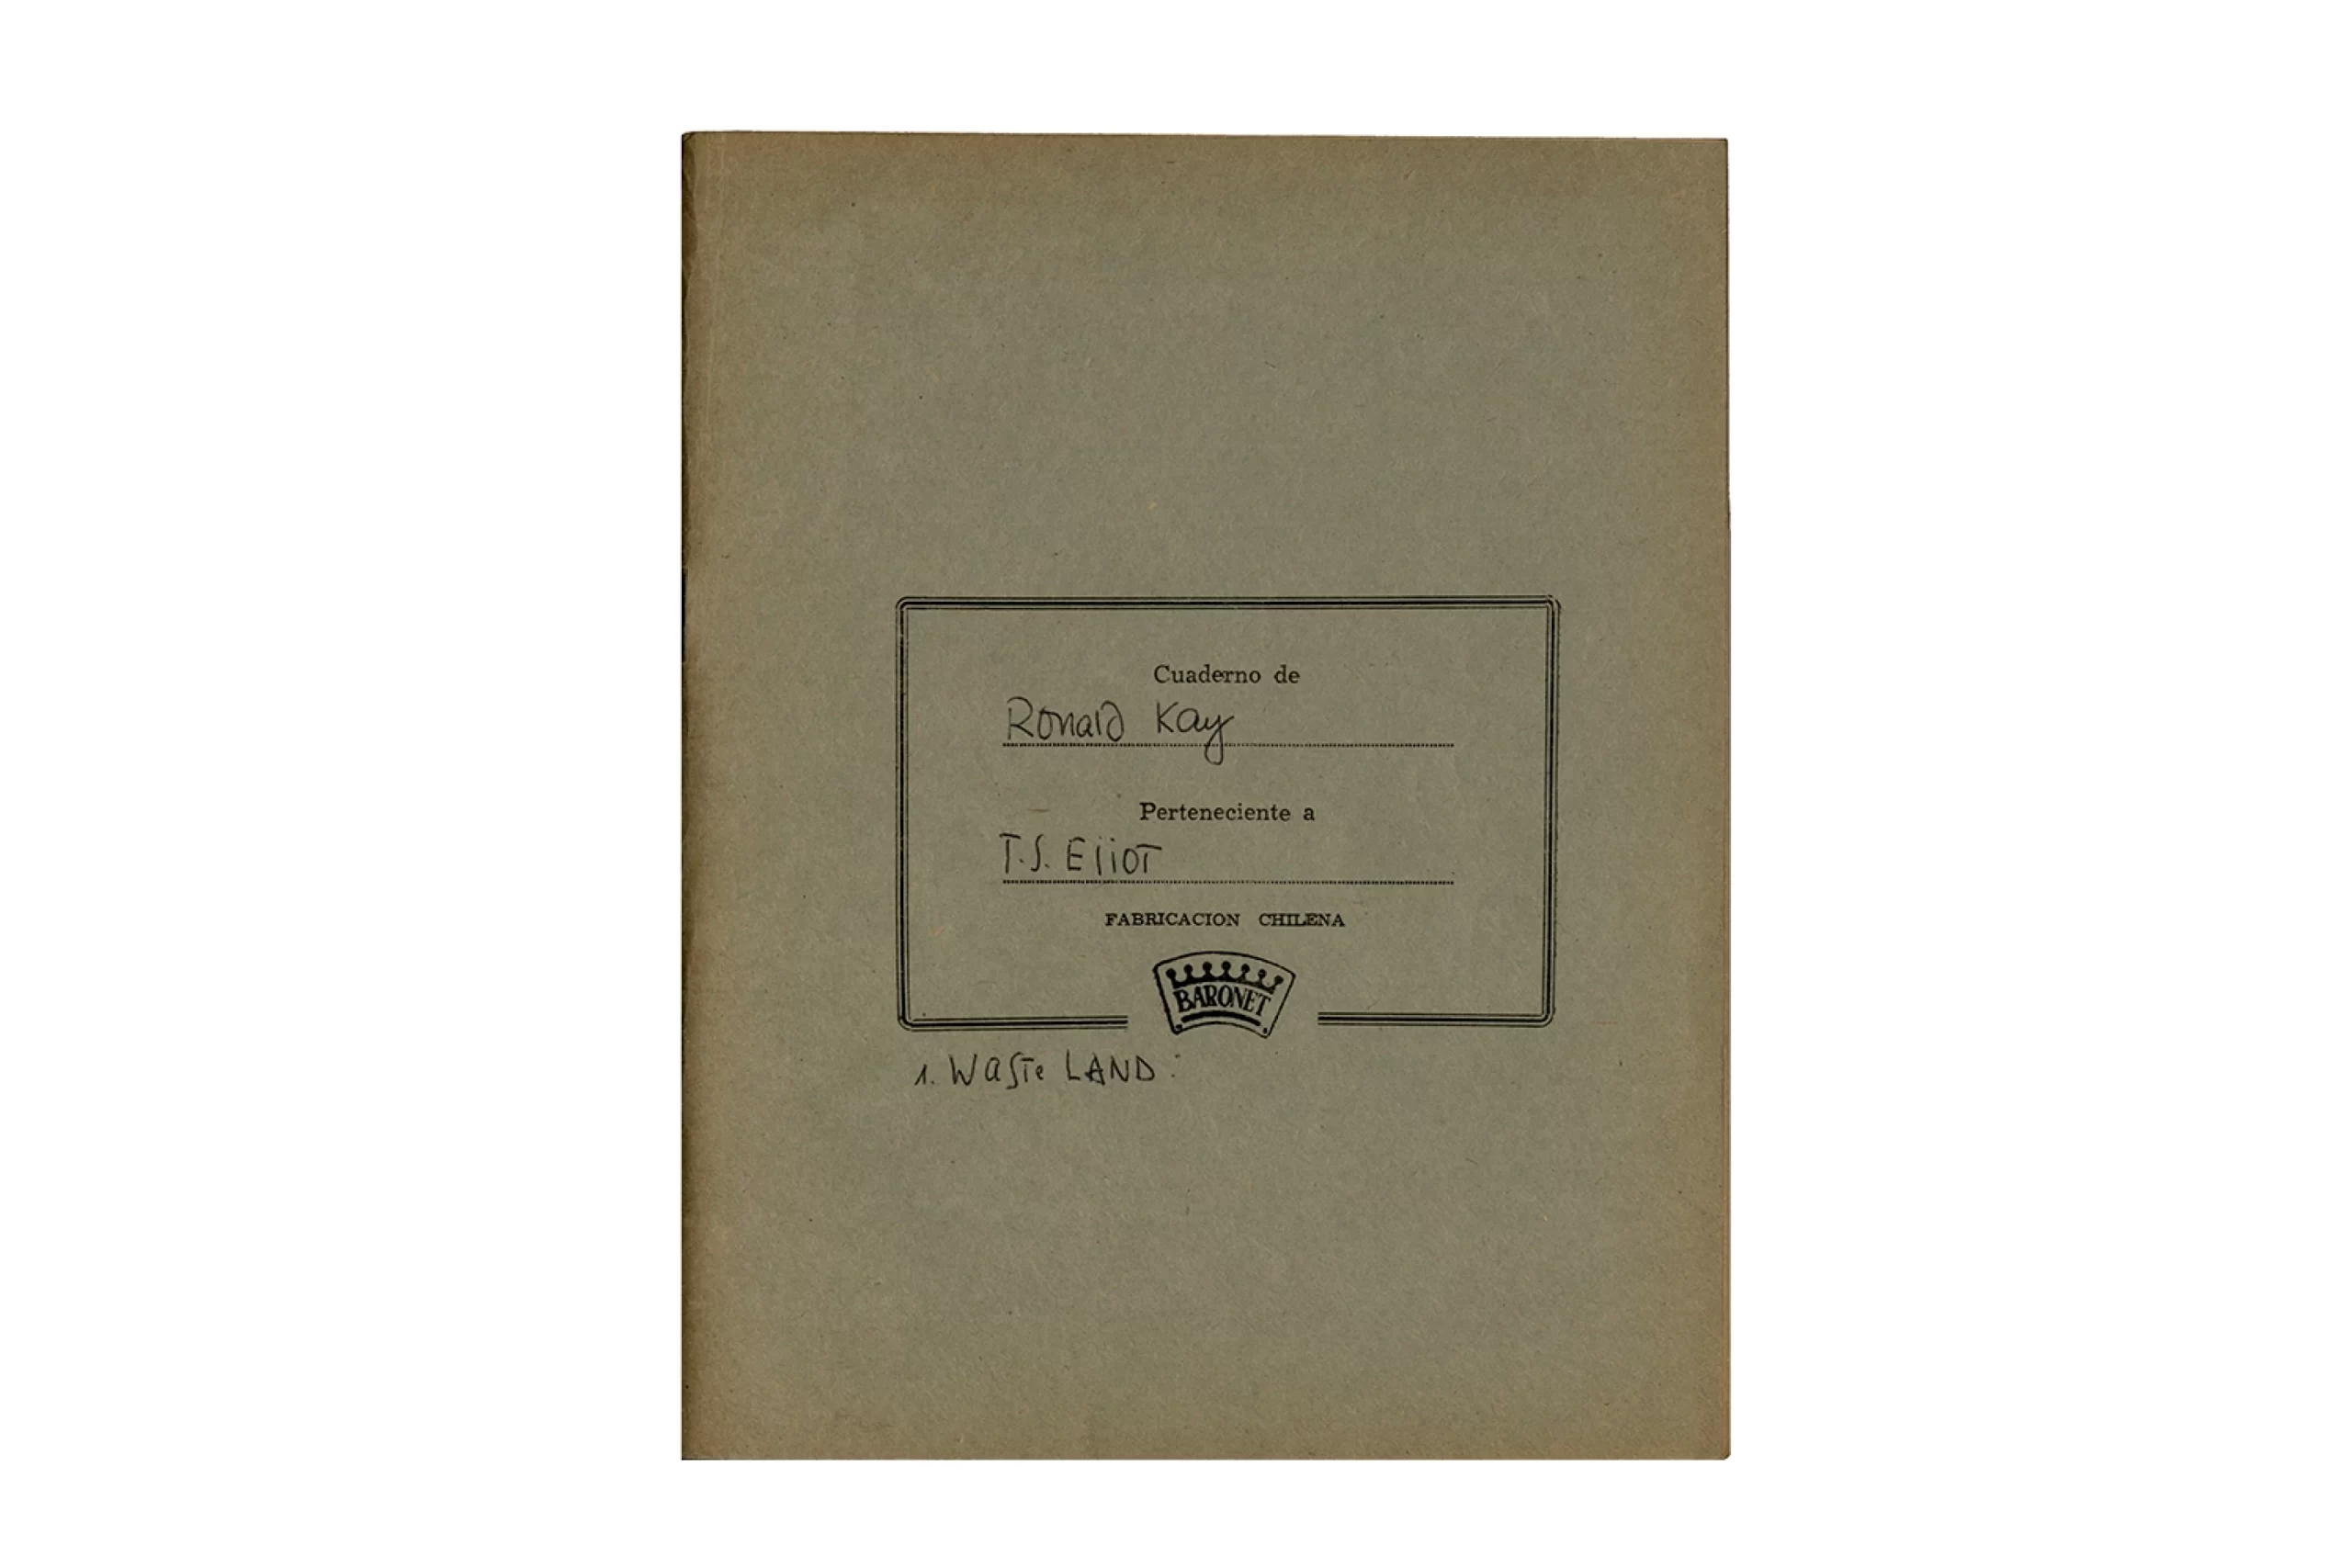 Cuaderno de
Ronald Kay
Perteneciente a
T.S. Eliot
FABRICACION CHILENA
BARONET
1. Waste LAND: